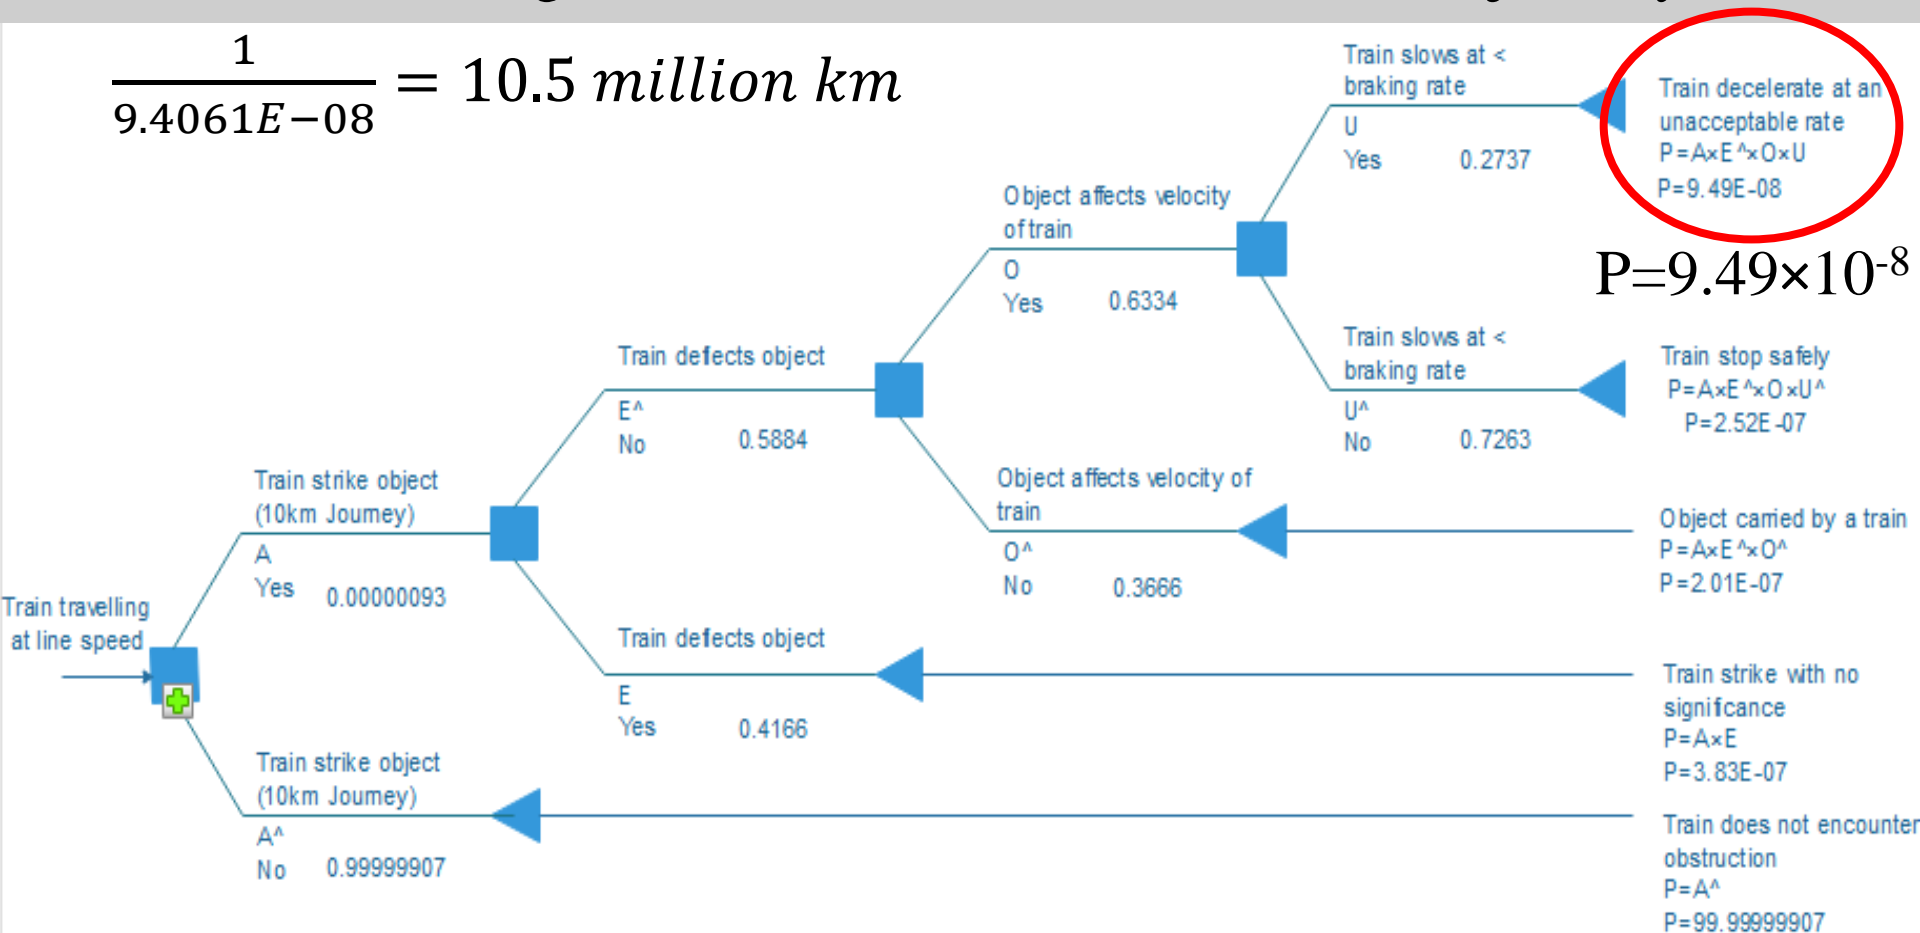 1
9.4061E−08
= 10.5 million km
Train slows at <
braking rate
U
Yes 0.2737
Train decelerate at an
unacceptable rate
P=A×E^×O×U
P=9.49E-08
P=9.49×10-8
Object affects velocity
of train
O
Yes 0.6334
Train slows at <
braking rate
U^
No 0.7263
Train stop safely
P=A×E^×O×U^
P=2.52E-07
Train defects object
E^
No 0.5884
Object affects velocity of
train
O^
No 0.3666
Object carried by a train
P=A×E^×O^
P=2.01E-07
Train strike object
(10km Journey)
A
Yes 0.00000093
Train travelling
at line speed
Train defects object
E
Yes 0.4166
Train strike with no
signifcance
P=A×E
P=3.83E-07
Train strike object
(10km Journey)
A^
No 0.99999907
Train does not encounter
obstruction
P=A^
P=99.99999907